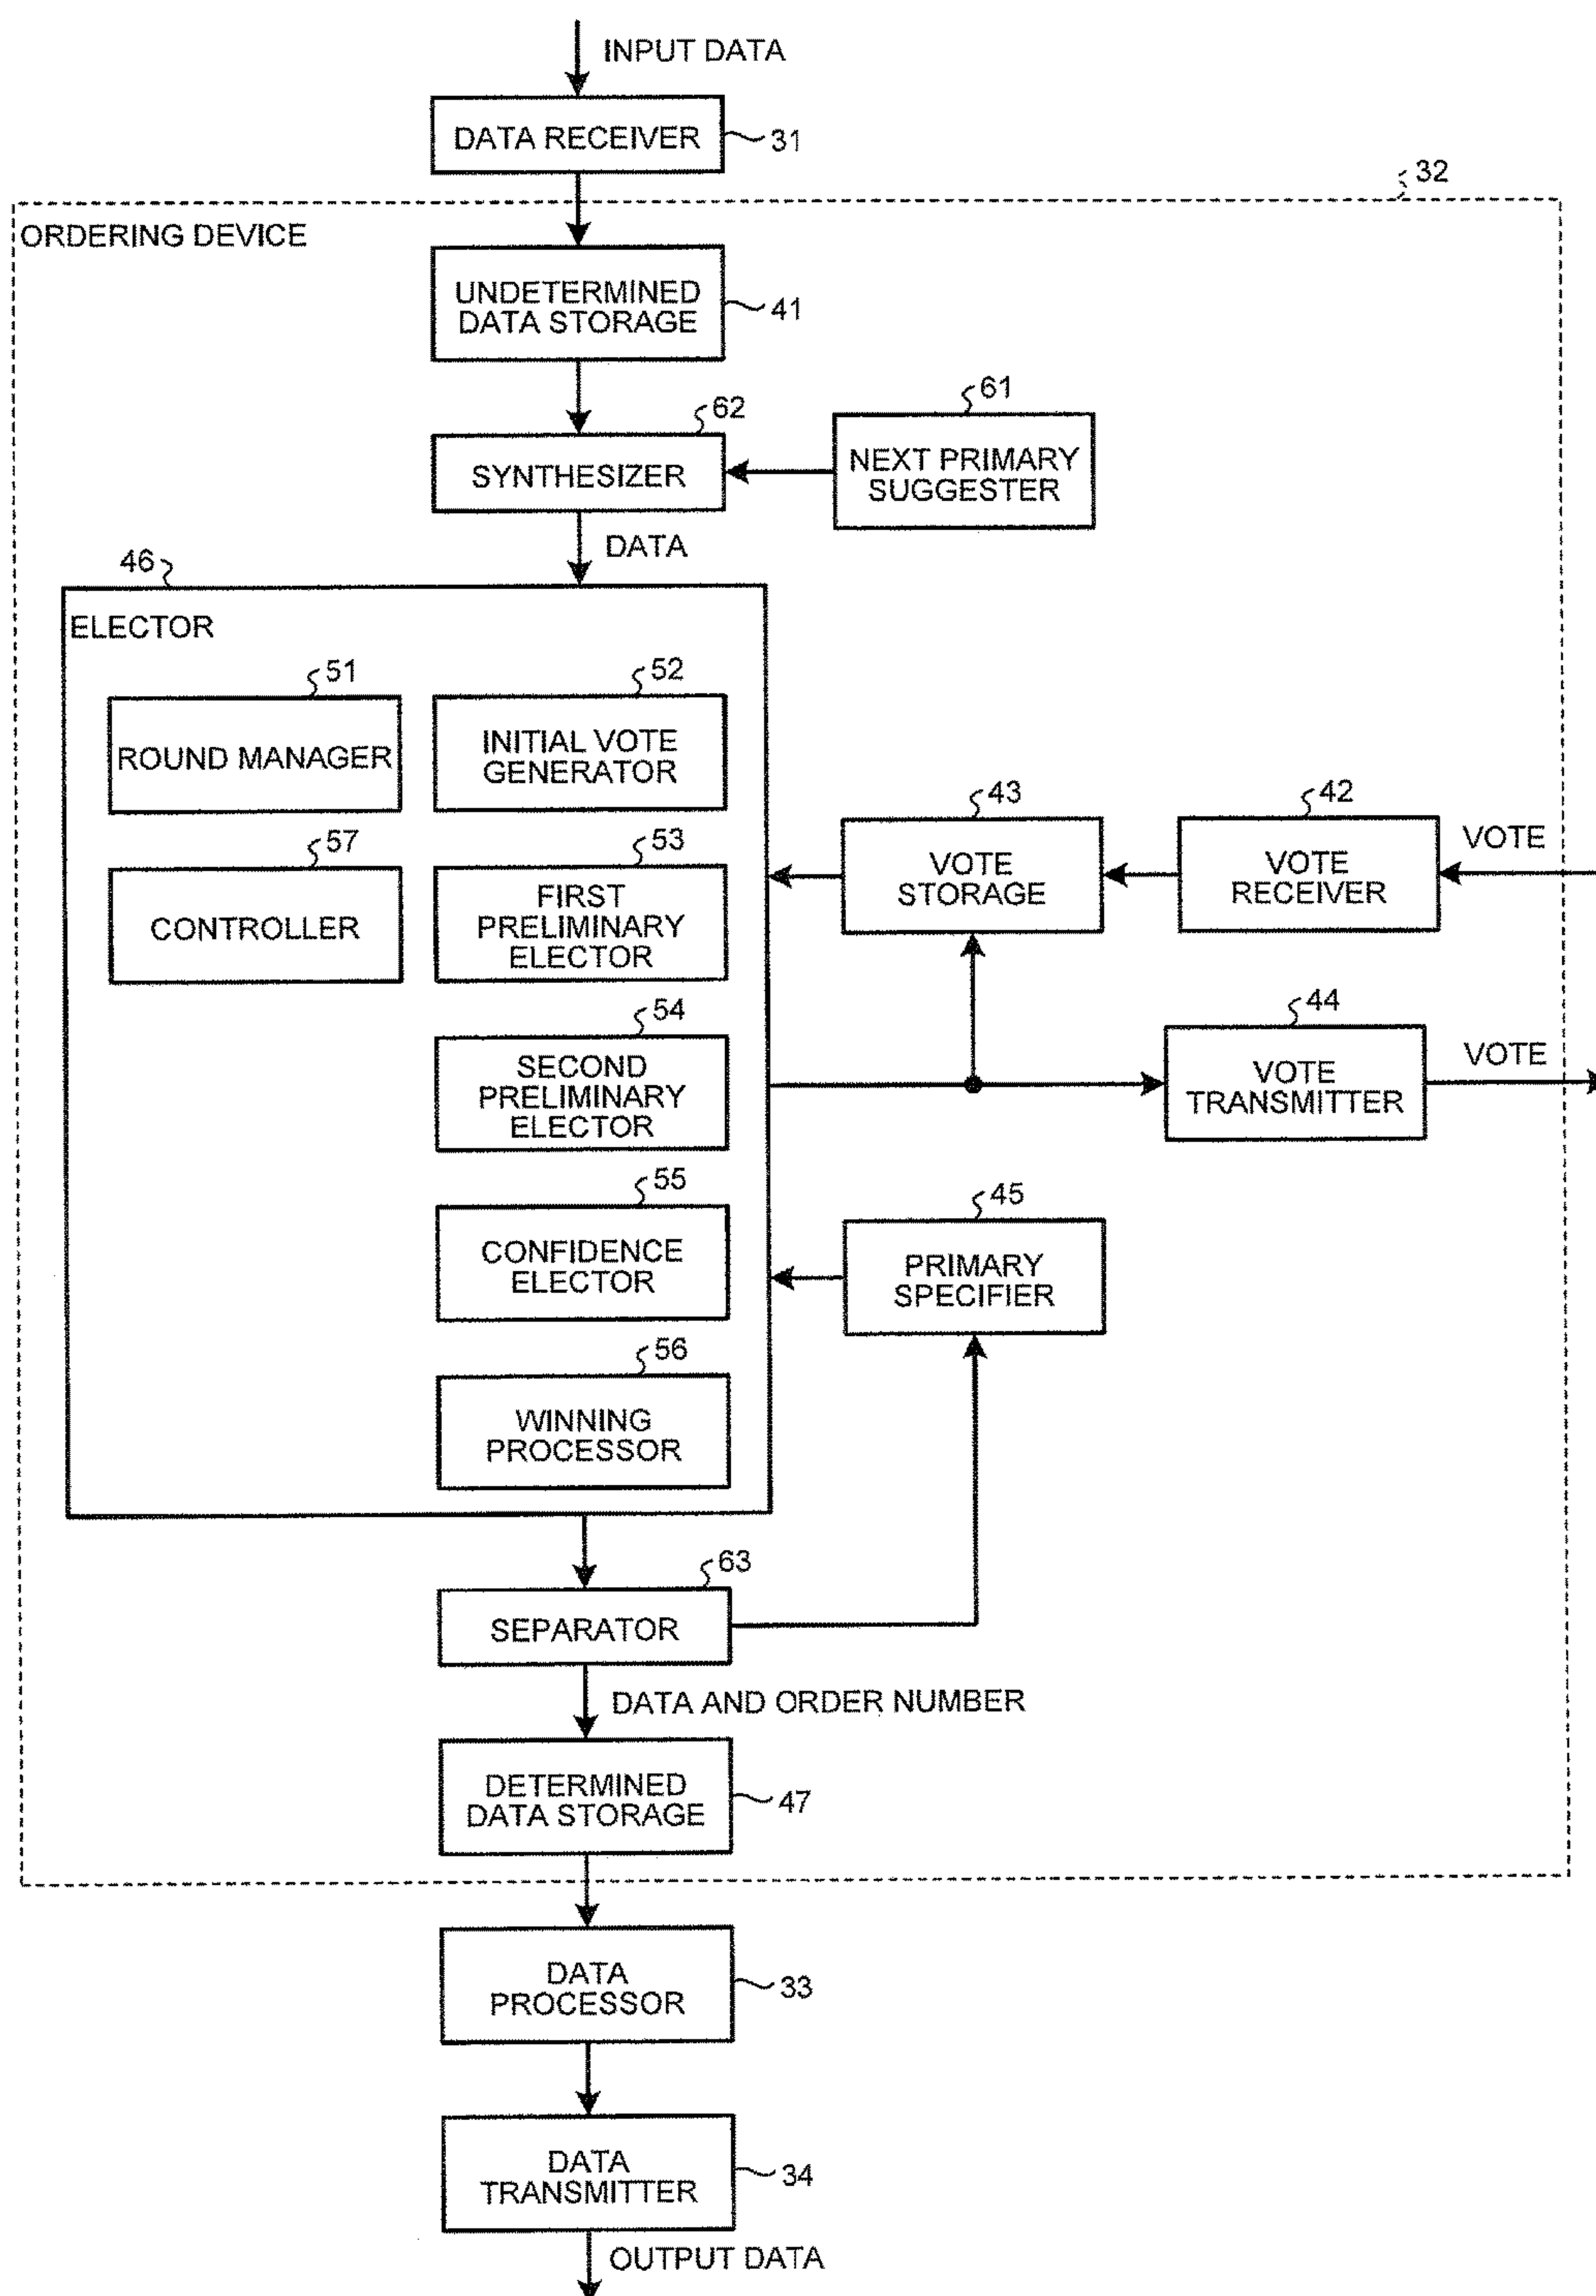 INPUT DATA
DATA RECEIVER
31
32
ORDERING DEVICE
UNDETERMINED
DATA STORAGE
41
62
61
SYNTHESIZER
NEXT PRIMARY
SUGGESTER
DATA
46
ELECTOR
51
52
ROUND MANAGER
INITIAL VOTE
GENERATOR
43
42
VOTE
57
53
VOTE
STORAGE
VOTE
RECEIVER
CONTROLLER
FIRST
PRELIMINARY
ELECTOR
54
44
SECOND
PRELIMINARY
ELECTOR
VOTE
TRANSMITTER
VOTE
55
45
CONFIDENCE
ELECTOR
PRIMARY
SPECIFIER
56
WINNING
PROCESSOR
63
SEPARATOR
DATA AND ORDER NUMBER
DETERMINED
DATA STORAGE
47
DATA
PROCESSOR
33
DATA
TRANSMITTER
34
OUTPUT DATA